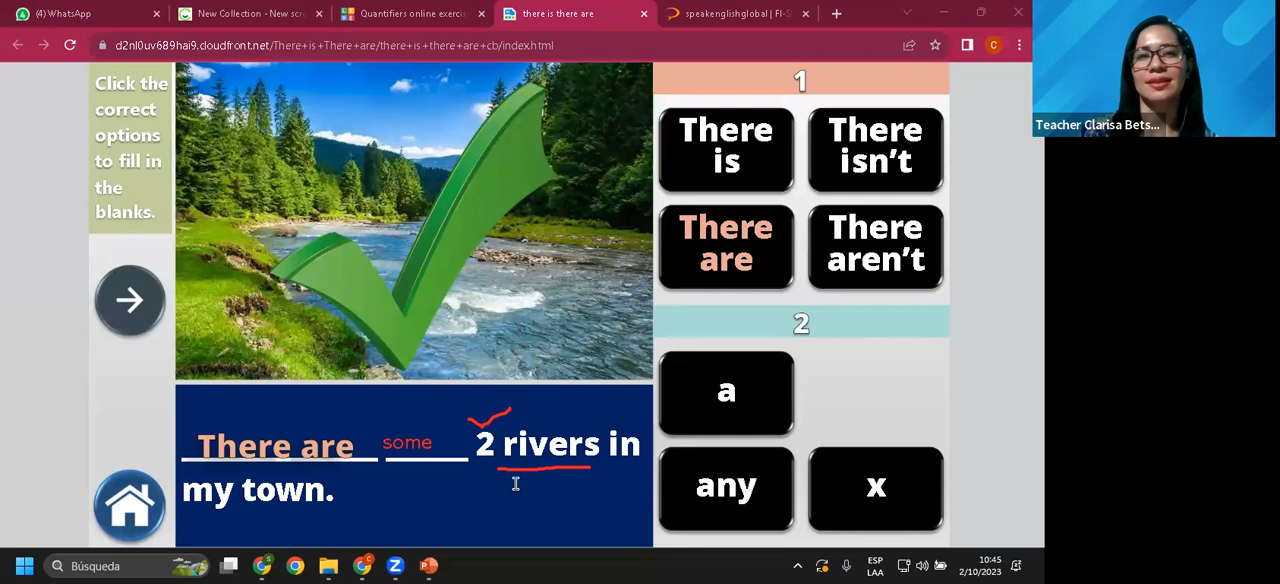 (4) WhatsApp
New Collection - New scr
Quantifiers online exerci
there is there are
speakenglishglobal | FI-S
d2nl0uv689hai9.cloudfront.net/There+is+There+are/there+is+there+are+cb/index.html
C
Teacher Clarisa Bets...
Click the
correct
options
to fill in
the
blanks.
1
There
is
There
isn't
There
are
There
aren't
2
a
any
x
There are some 2 rivers in
my town.
Búsqueda
ESP
LAA
10:45
2/10/2023